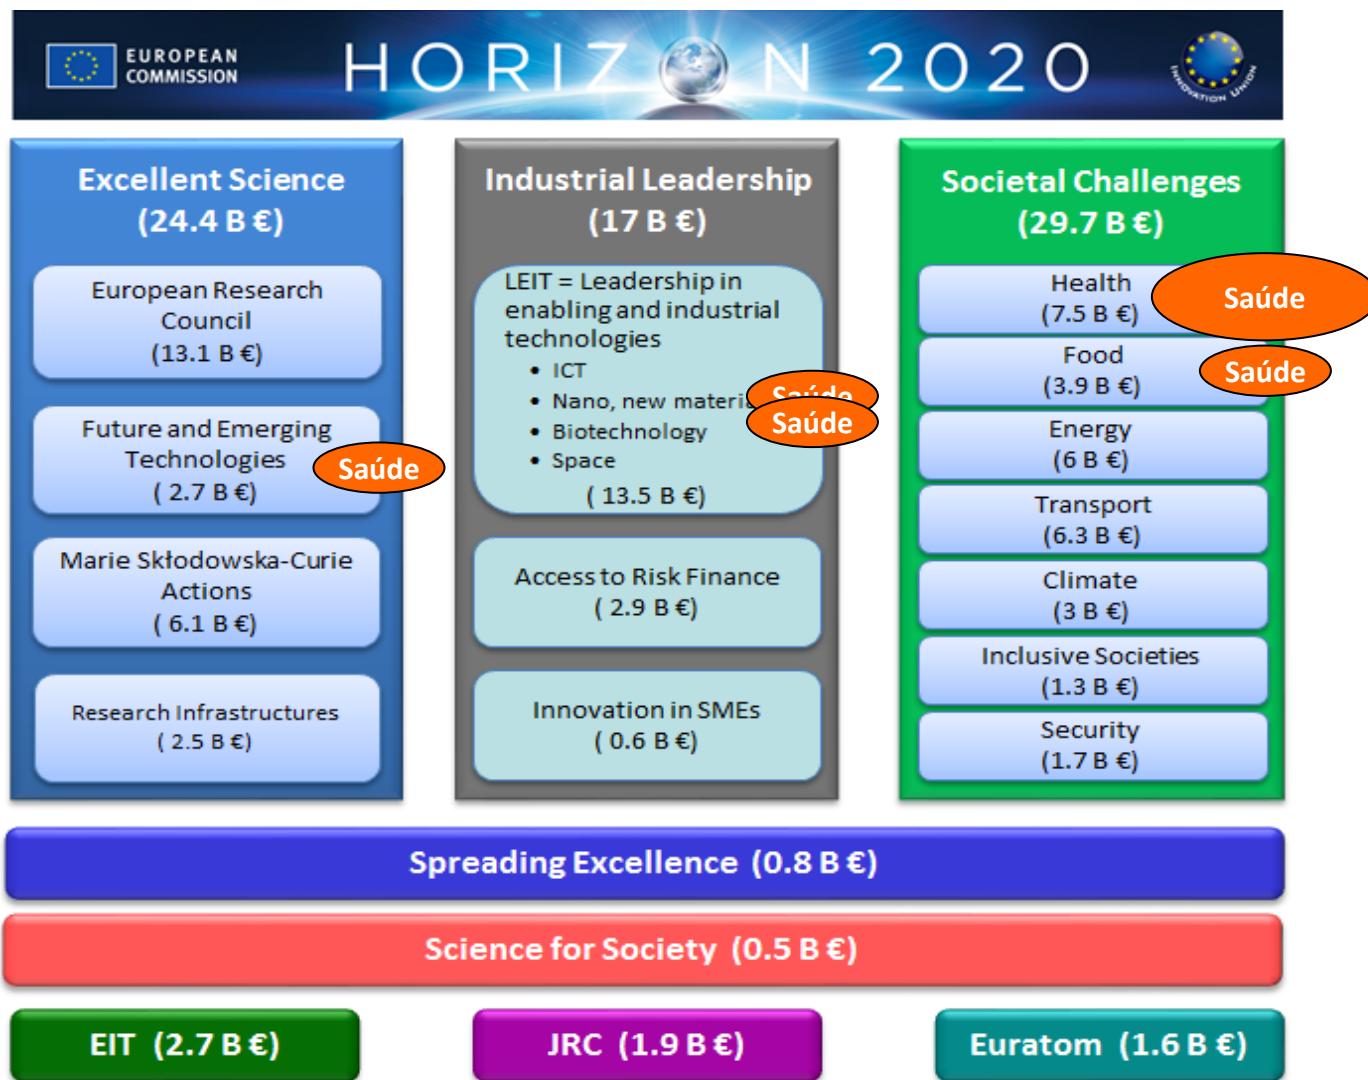 EUROPEAN
COMMISSION
HORIZON 2020
INNOVATION UNION
Excellent Science
(24.4 B €)
European Research
Council
(13.1 B €)
Future and Emerging
Technologies
( 2.7 B €)
Saúde
Marie Skłodowska-Curie
Actions
( 6.1 B €)
Research Infrastructures
( 2.5 B €)
Industrial Leadership
(17 B €)
LEIT = Leadership in
enabling and industrial
technologies
• ICT
• Nano, new materia
Saúde
• Biotechnology
Saúde
• Space
( 13.5 B €)
Access to Risk Finance
( 2.9 B €)
Innovation in SMEs
( 0.6 B €)
Societal Challenges
(29.7 B €)
Health
(7.5 B €)
Saúde
Food
(3.9 B €)
Saúde
Energy
(6 B €)
Transport
(6.3 B €)
Climate
(3 B €)
Inclusive Societies
(1.3 B €)
Security
(1.7 B €)
Spreading Excellence (0.8 B €)
Science for Society (0.5 B €)
EIT (2.7 B €)
JRC (1.9 B €)
Euratom (1.6 B €)